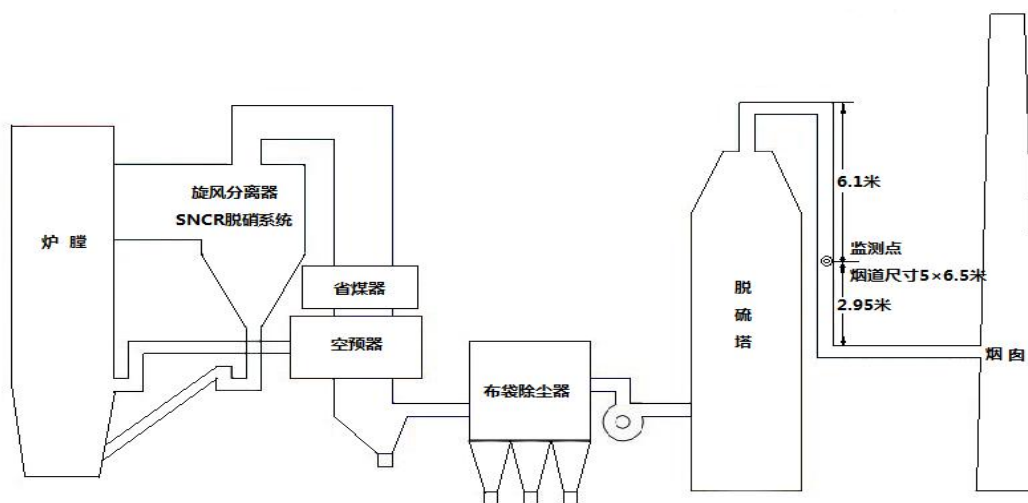 旋风分离器
SNCR脱硝系统
炉 膛
省煤器
空预器
布袋除尘器
脱
硫
塔
6.1米
监测点
烟道尺寸5×6.5米
2.95米
烟 囱